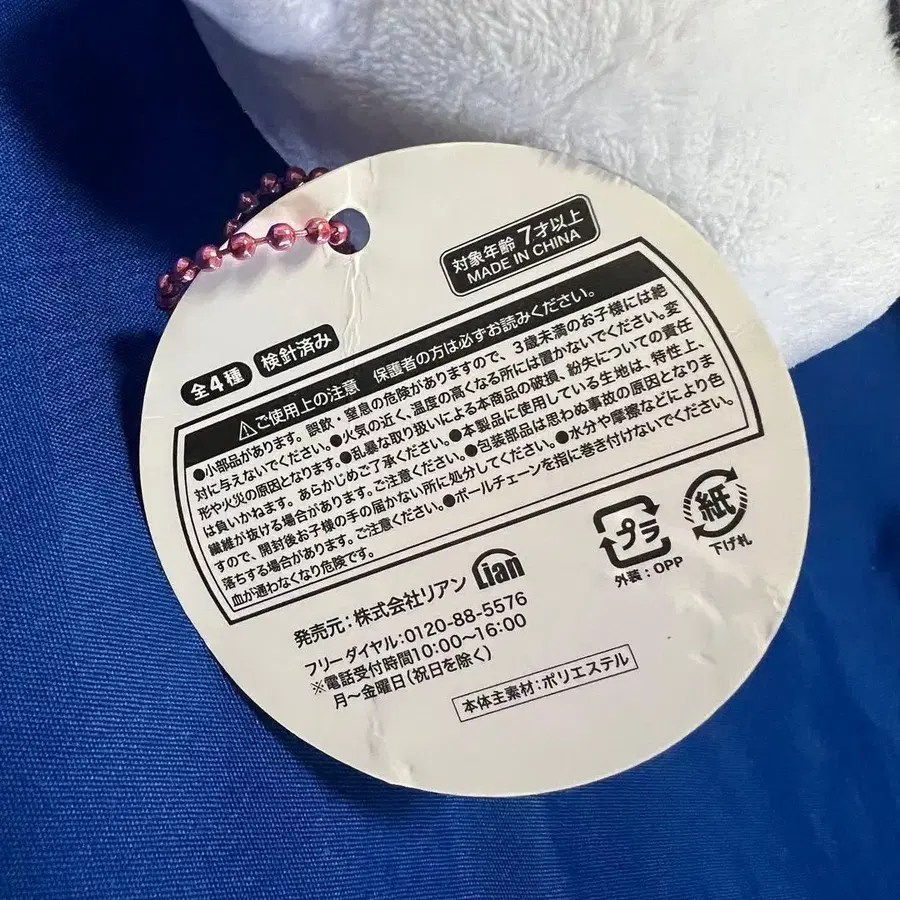 対象年齢7才以上
MADE IN CHINA
全4種 検針済み
⚠ご使用上の注意 保護者の方は必ずお読みください。
●小部品があります。誤飲・窒息の危険がありますので、3歳未満のお子様には絶
対に与えないでください。●火気の近く、温度の高くなる所には置かないでください。変
形や火災の原因となります。●乱暴な取り扱いによる本商品の破損、紛失についての責任
は負いかねます。あらかじめご了承ください。●本製品に使用している生地は、特性上、
繊維が抜ける場合があります。ご注意ください。●包装部品は思わぬ事故の原因となりま
すので、開封後お子様の手の届かない所に処分してください。●水分や摩擦などにより色
落ちする場合があります。ご注意ください。●ボールチェーンを指に巻き付けないでください。
血が通わなくなり危険です。
プラ
外装:OPP
紙
下げ札
発売元:株式会社リアン Lian
フリーダイヤル:0120-88-5576
※電話受付時間10:00〜16:00
月〜金曜日(祝日を除く)
本体主素材:ポリエステル